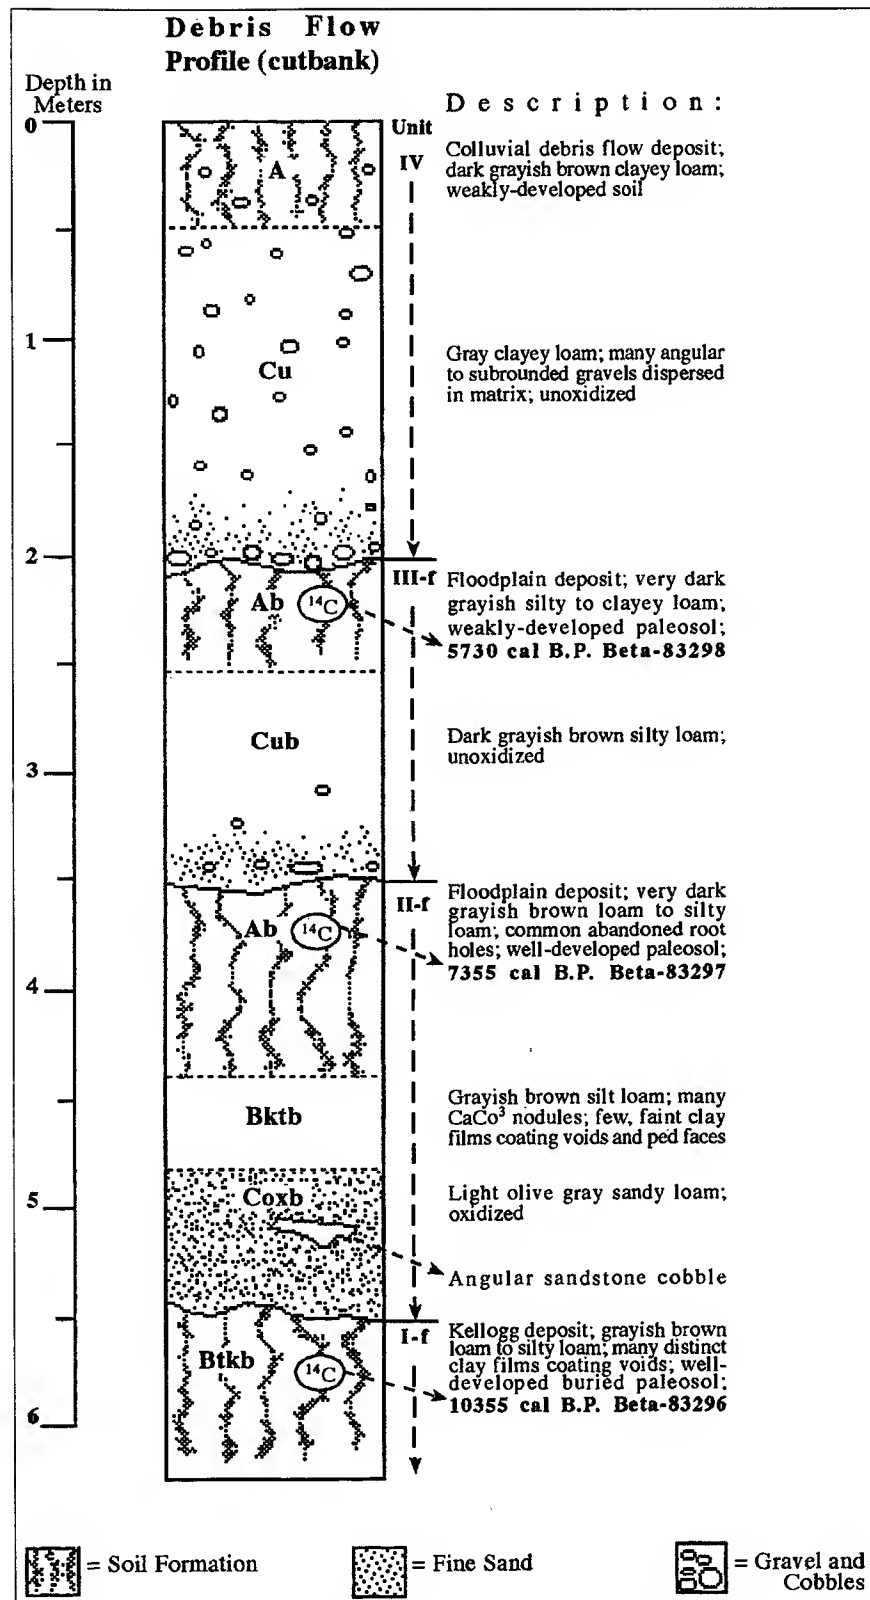 Debris Flow
Profile (cutbank)
Depth in
Meters
Description:
0
Unit
IV
A
Colluvial debris flow deposit;
dark grayish brown clayey loam;
weakly-developed soil
1
Cu
Gray clayey loam; many angular
to subrounded gravels dispersed
in matrix; unoxidized
2
III-f
Ab
14C
Floodplain deposit; very dark
grayish silty to clayey loam;
weakly-developed paleosol;
5730 cal B.P. Beta-83298
Cub
Dark grayish brown silty loam;
unoxidized
3
II-f
Ab
14C
Floodplain deposit; very dark
grayish brown loam to silty
loam; common abandoned root
holes; well-developed paleosol;
7355 cal B.P. Beta-83297
4
Bktb
Grayish brown silt loam; many
CaCo³ nodules; few, faint clay
films coating voids and ped faces
Coxb
5
Light olive gray sandy loam;
oxidized
Angular sandstone cobble
I-f
Btkb
14C
Kellogg deposit; grayish brown
loam to silty loam; many distinct
clay films coating voids; well-
developed buried paleosol;
10355 cal B.P. Beta-83296
6
= Soil Formation
= Fine Sand
= Gravel and
Cobbles